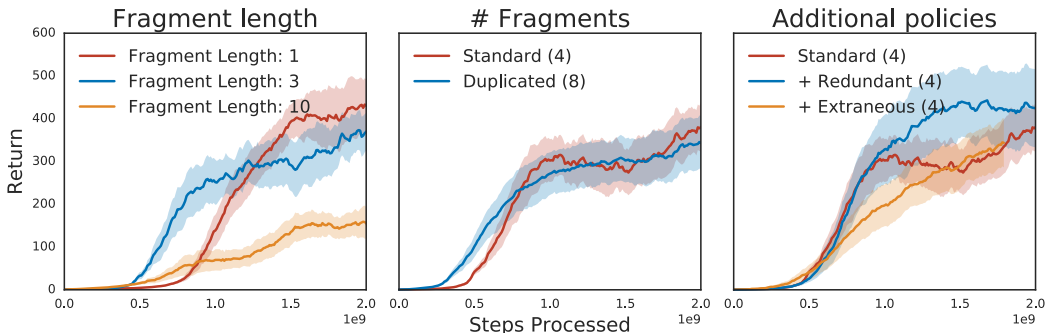 Fragment length
# Fragments
Additional policies
Return
600
500
400
300
200
100
0
Fragment Length: 1
Fragment Length: 3
Fragment Length: 10
Standard (4)
Duplicated (8)
Standard (4)
+ Redundant (4)
+ Extraneous (4)
0.0 0.5 1.0 1.5 2.0
1e9
0.0 0.5 1.0 1.5 2.0
1e9
0.0 0.5 1.0 1.5 2.0
1e9
Steps Processed